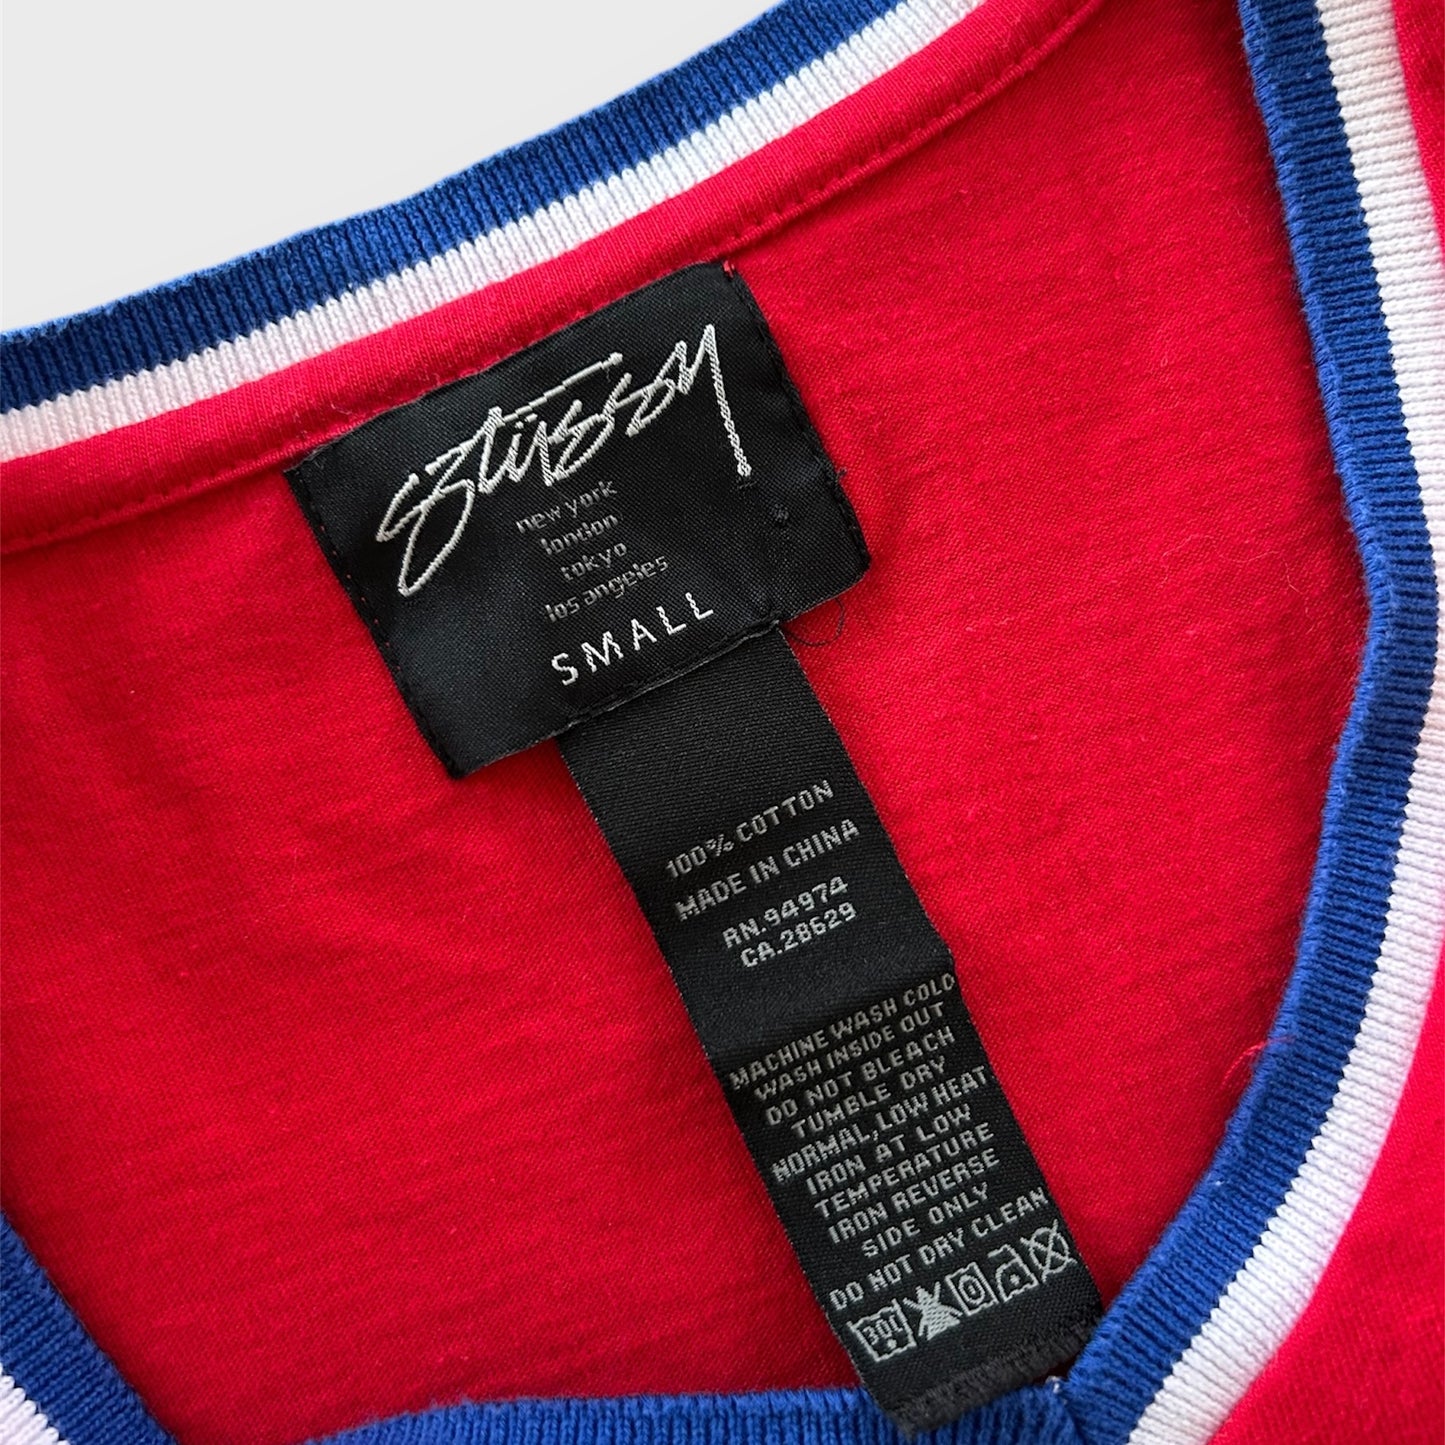 Stüssy
new york
london
tokyo
los angeles
SMALL
100% COTTON
MADE IN CHINA
RN.94974
CA.28629
MACHINE WASH COLD
WASH INSIDE OUT
DO NOT BLEACH
TUMBLE DRY
NORMAL, LOW HEAT
IRON AT LOW
TEMPERATURE
IRON REVERSE
SIDE ONLY
DO NOT DRY CLEAN
30C